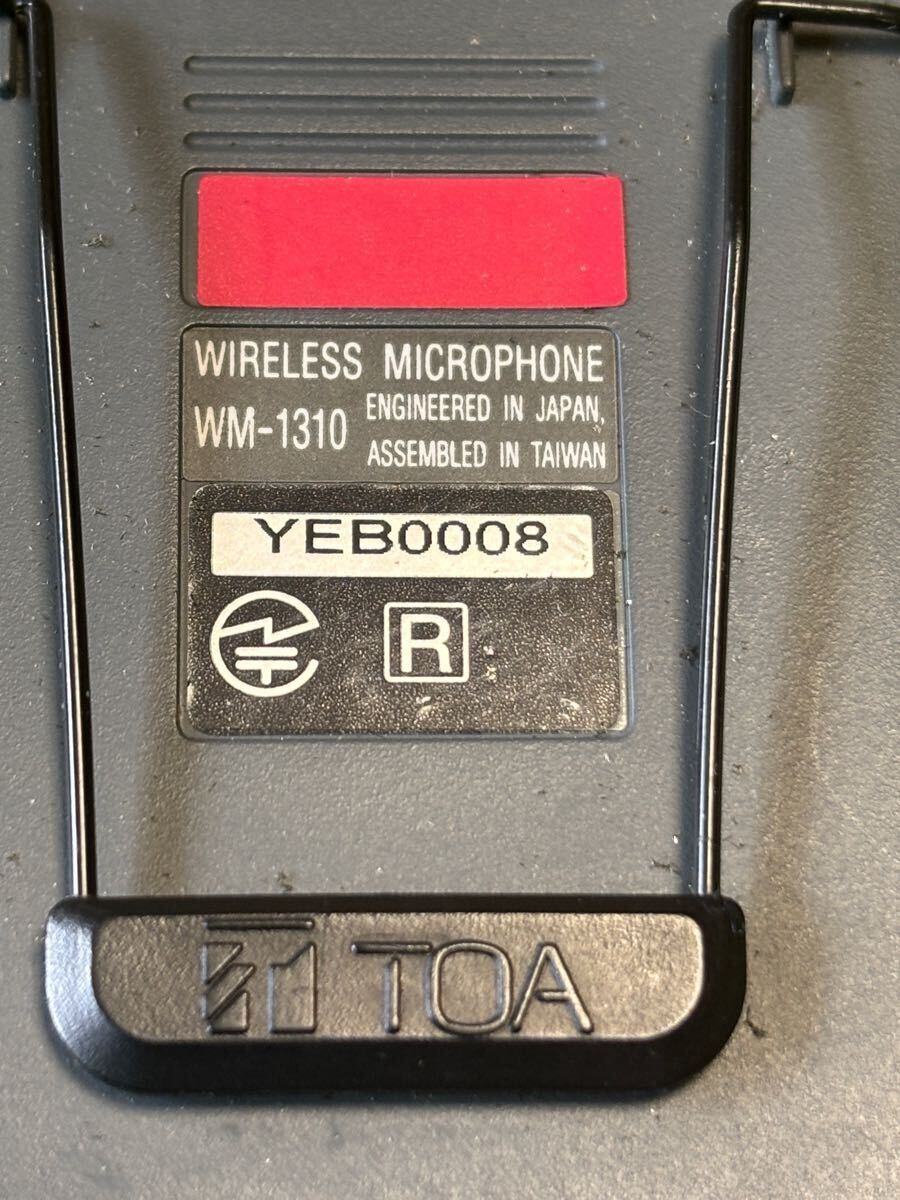 WIRELESS MICROPHONE
WM-1310
ENGINEERED IN JAPAN,
ASSEMBLED IN TAIWAN
YEB0008
R
TOA